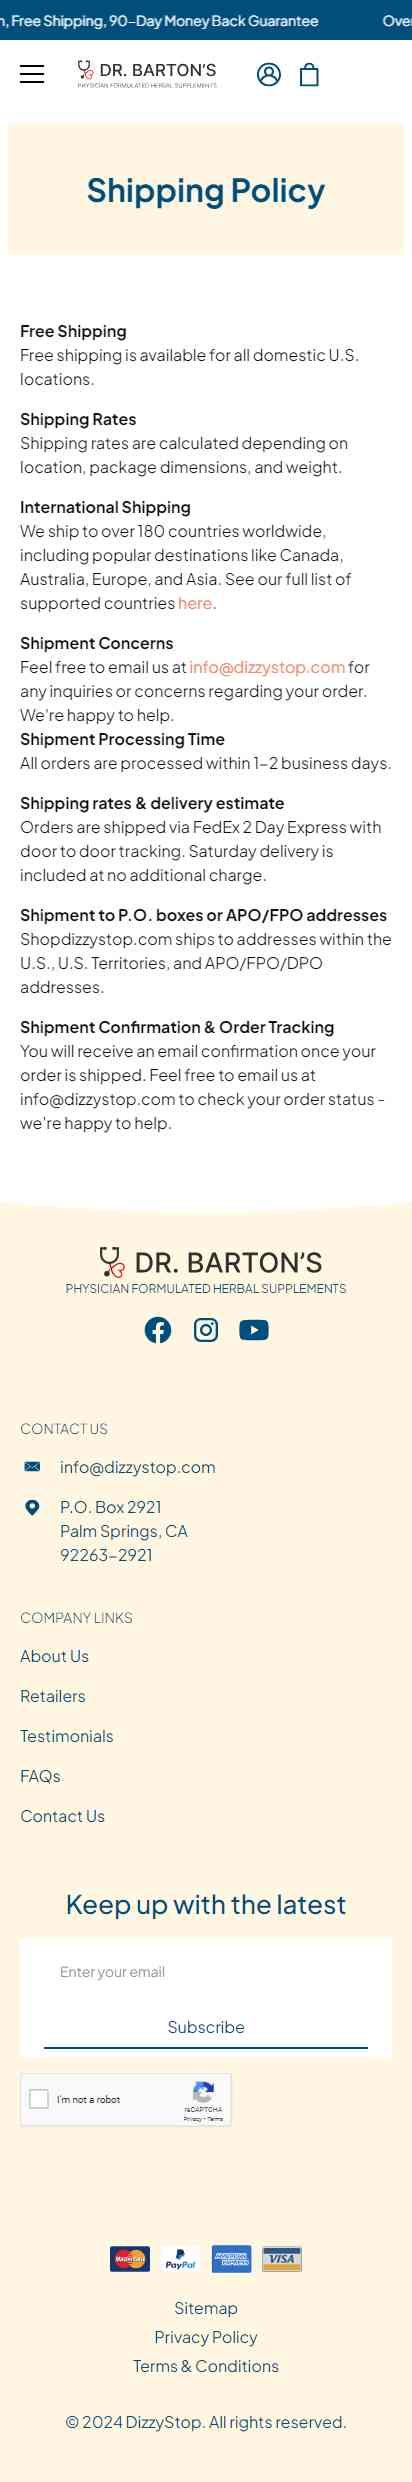 n, Free Shipping, 90-Day Money Back Guarantee Over
DR. BARTON'S
PHYSICIAN FORMULATED HERBAL SUPPLEMENTS
Shipping Policy
Free Shipping
Free shipping is available for all domestic U.S.
locations.
Shipping Rates
Shipping rates are calculated depending on
location, package dimensions, and weight.
International Shipping
We ship to over 180 countries worldwide,
including popular destinations like Canada,
Australia, Europe, and Asia. See our full list of
supported countries here.
Shipment Concerns
Feel free to email us at info@dizzystop.com for
any inquiries or concerns regarding your order.
We're happy to help.
Shipment Processing Time
All orders are processed within 1-2 business days.
Shipping rates & delivery estimate
Orders are shipped via FedEx 2 Day Express with
door to door tracking. Saturday delivery is
included at no additional charge.
Shipment to P.O. boxes or APO/FPO addresses
Shopdizzystop.com ships to addresses within the
U.S., U.S. Territories, and APO/FPO/DPO
addresses.
Shipment Confirmation & Order Tracking
You will receive an email confirmation once your
order is shipped. Feel free to email us at
info@dizzystop.com to check your order status -
we're happy to help.
DR. BARTON'S
PHYSICIAN FORMULATED HERBAL SUPPLEMENTS
CONTACT US
info@dizzystop.com
P.O. Box 2921
Palm Springs, CA
92263-2921
COMPANY LINKS
About Us
Retailers
Testimonials
FAQs
Contact Us
Keep up with the latest
Enter your email
Subscribe
I'm not a robot
reCAPTCHA
Privacy - Terms
MasterCard PayPal AMERICAN EXPRESS VISA
Sitemap
Privacy Policy
Terms & Conditions
© 2024 DizzyStop. All rights reserved.